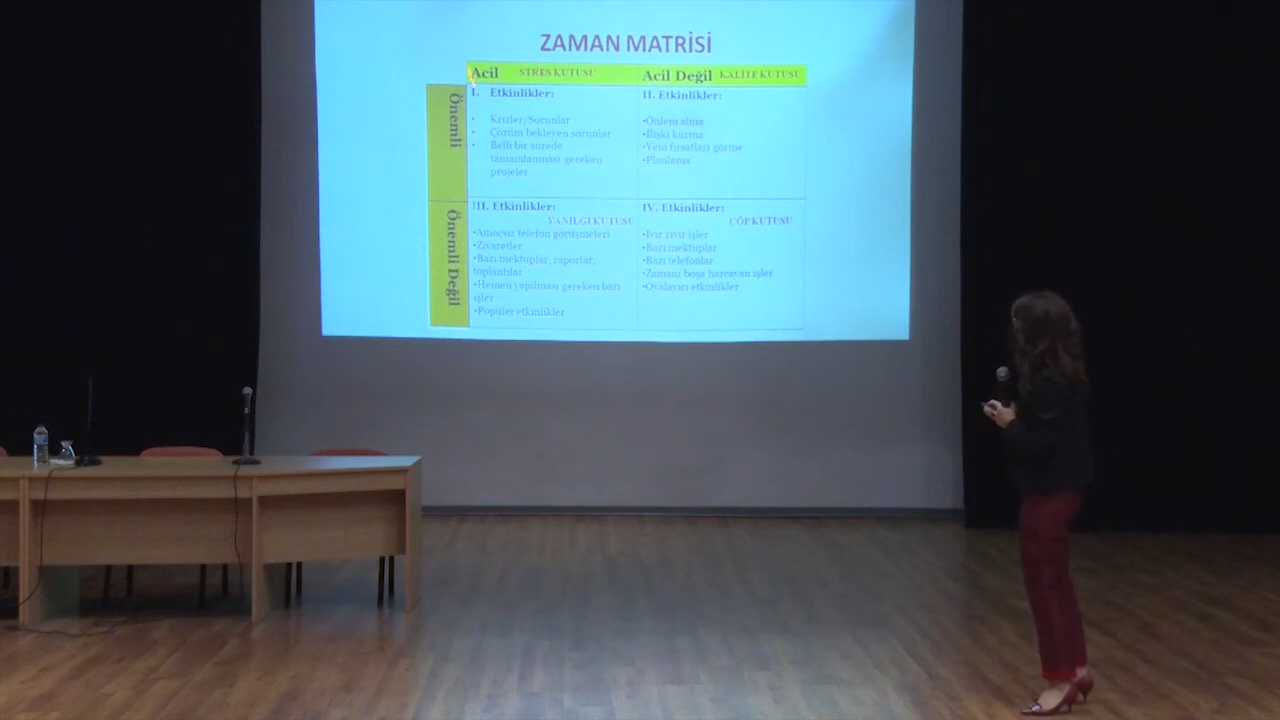 ZAMAN MATRİSİ
Acil STRES KUTUSU
Acil Değil KALİTE KUTUSU
Önemli
I. Etkinlikler:
• Krizler/Sorunlar
• Çözüm bekleyen sorunlar
• Belli bir sürede
tamamlanması gereken
projeler
II. Etkinlikler:
•Önlem alma
•İlişki kurma
•Yeni fırsatları görme
•Planlama
Önemli Değil
III. Etkinlikler:
YANILGI KUTUSU
•Amaçsız telefon görüşmeleri
•Ziyaretler
•Bazı mektuplar, raporlar,
toplantılar
•Hemen yapılması gereken bazı
işler
•Popüler etkinlikler
IV. Etkinlikler:
ÇÖP KUTUSU
•Ivır zıvır işler
•Bazı mektuplar
•Bazı telefonlar
•Zamanı boşa harcayan işler
•Oyalayıcı etkinlikler